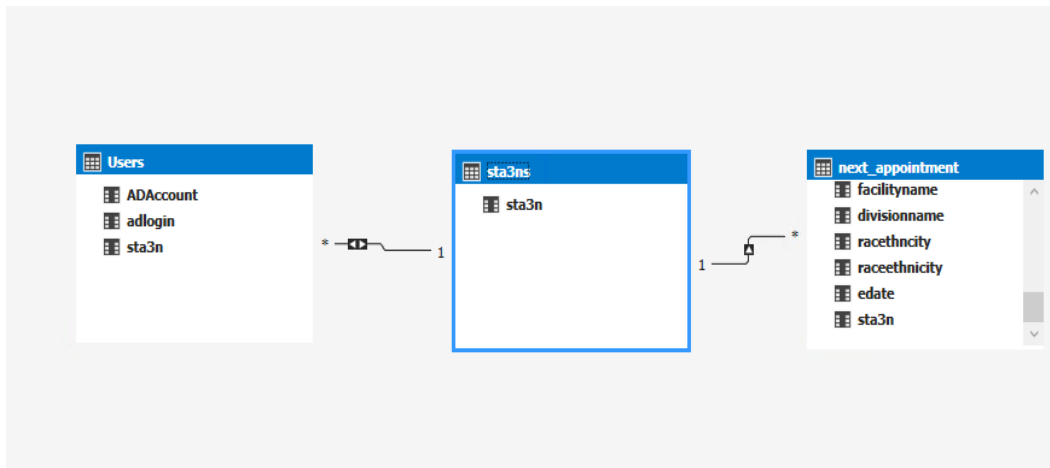 Users
ADAccount
adlogin
sta3n
* 1
sta3ns
sta3n
1 *
next_appointment
facilityname
divisionname
racethncity
raceethnicity
edate
sta3n